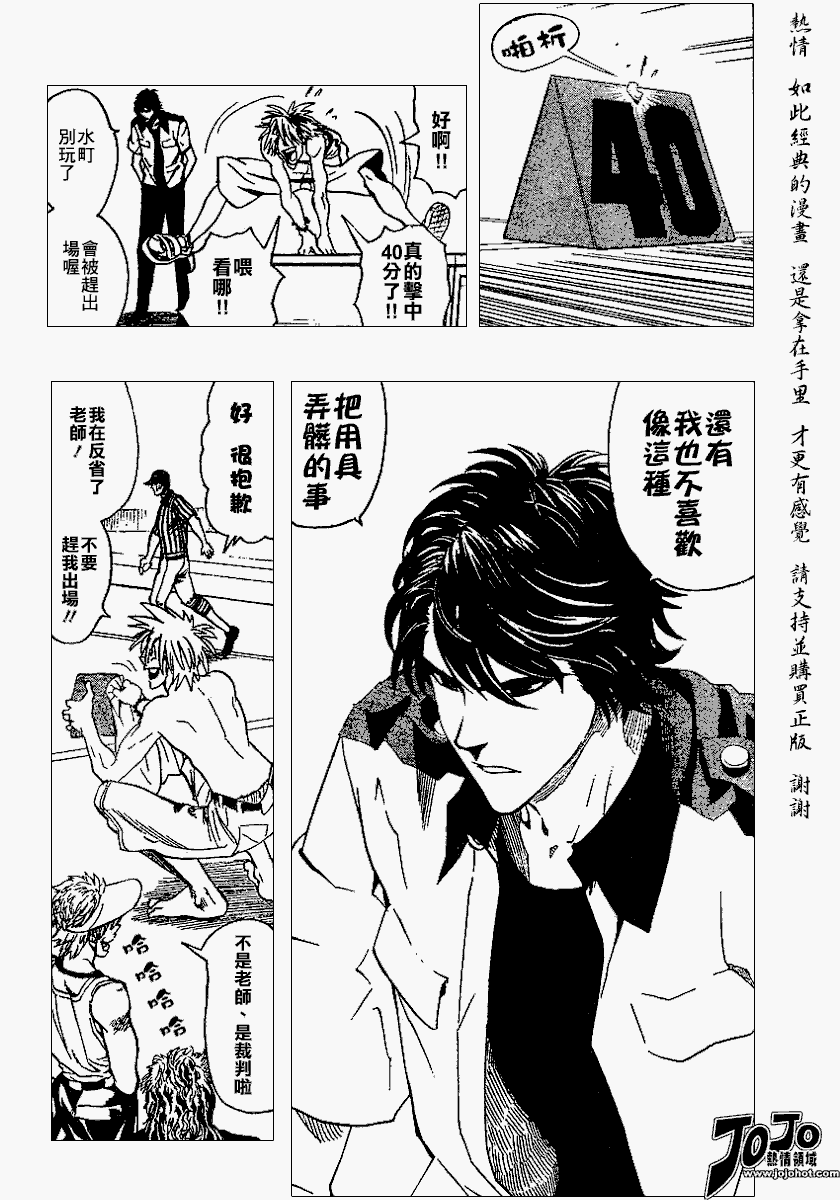 啪祈
40
好啊!!
真的擊中
40分了!!
喂
看哪!!
水町
別玩了
會被趕出
場喔
還有
我也不喜歡
像這種
把用具
弄髒的事
好 很抱歉
我在反省了
老師!
不要
趕我出場!!
哈
哈
哈
哈
不是老師、是裁判啦
熱情 如此經典的漫畫 還是拿在手里 才更有感覺 請支持並購買正版 謝謝
JOJO
熱情領域
www.jojohot.com